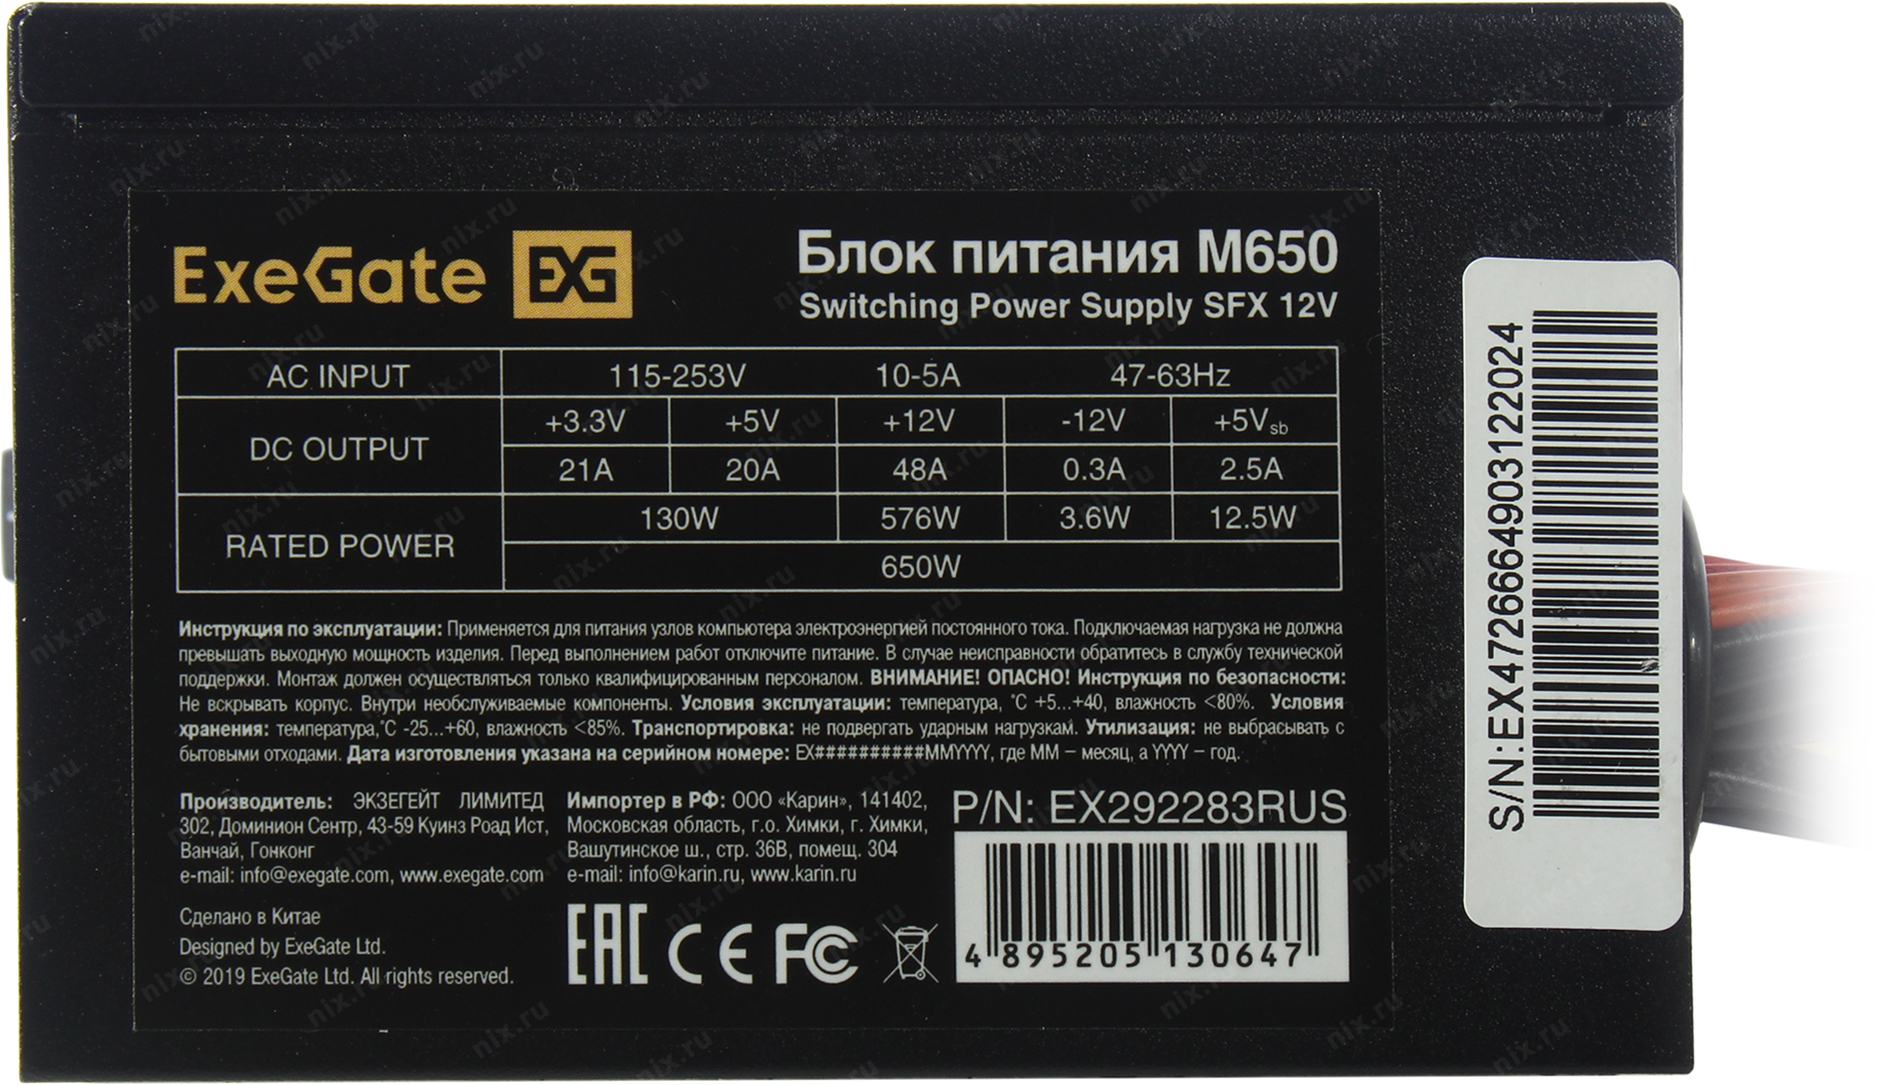 ExeGate EXG
Блок питания M650
Switching Power Supply SFX 12V
AC INPUT 115-253V 10-5A 47-63Hz
DC OUTPUT +3.3V +5V +12V -12V +5Vsb
21A 20A 48A 0.3A 2.5A
RATED POWER 130W 576W 3.6W 12.5W
650W
Инструкция по эксплуатации: Применяется для питания узлов компьютера электроэнергией постоянного тока. Подключаемая нагрузка не должна
превышать выходную мощность изделия. Перед выполнением работ отключите питание. В случае неисправности обратитесь в службу технической
поддержки. Монтаж должен осуществляться только квалифицированным персоналом. ВНИМАНИЕ! ОПАСНО! Инструкция по безопасности:
Не вскрывать корпус. Внутри необслуживаемые компоненты. Условия эксплуатации: температура, °С +5...+40, влажность <80%. Условия
хранения: температура,°С -25...+60, влажность <85%. Транспортировка: не подвергать ударным нагрузкам. Утилизация: не выбрасывать с
бытовыми отходами. Дата изготовления указана на серийном номере: EX##########MMYYYY, где ММ – месяц, а YYYY – год.
Производитель: ЭКЗЕГЕЙТ ЛИМИТЕД
302, Доминион Сентр, 43-59 Куинз Роад Ист,
Ванчай, Гонконг
e-mail: info@exegate.com, www.exegate.com
Импортер в РФ: ООО «Карин», 141402,
Московская область, г.о. Химки, г. Химки,
Вашутинское ш., стр. 36В, помещ. 304
e-mail: info@karin.ru, www.karin.ru
Сделано в Китае
Designed by ExeGate Ltd.
© 2019 ExeGate Ltd. All rights reserved.
EAC CE FC
P/N: EX292283RUS
4 895205 130647
S/N:EX4726664903122024
nix.ru